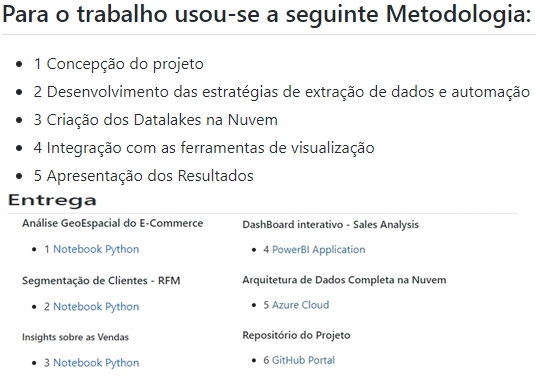 Para o trabalho usou-se a seguinte Metodologia:
1 Concepção do projeto
2 Desenvolvimento das estratégias de extração de dados e automação
3 Criação dos Datalakes na Nuvem
4 Integração com as ferramentas de visualização
5 Apresentação dos Resultados
Entrega
Análise GeoEspacial do E-Commerce
1 Notebook Python
Segmentação de Clientes - RFM
2 Notebook Python
Insights sobre as Vendas
3 Notebook Python
DashBoard interativo - Sales Analysis
4 PowerBI Application
Arquitetura de Dados Completa na Nuvem
5 Azure Cloud
Repositório do Projeto
6 GitHub Portal